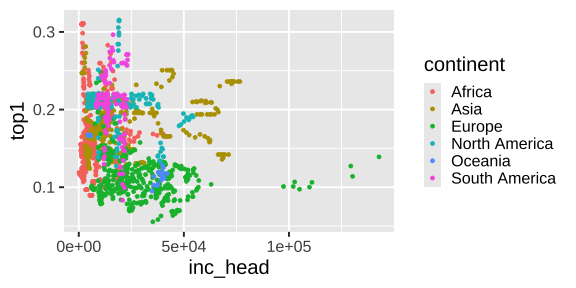 continent
0.3
0.2
0.1
top1
0e+00 5e+04 1e+05
inc_head
Africa
Asia
Europe
North America
Oceania
South America